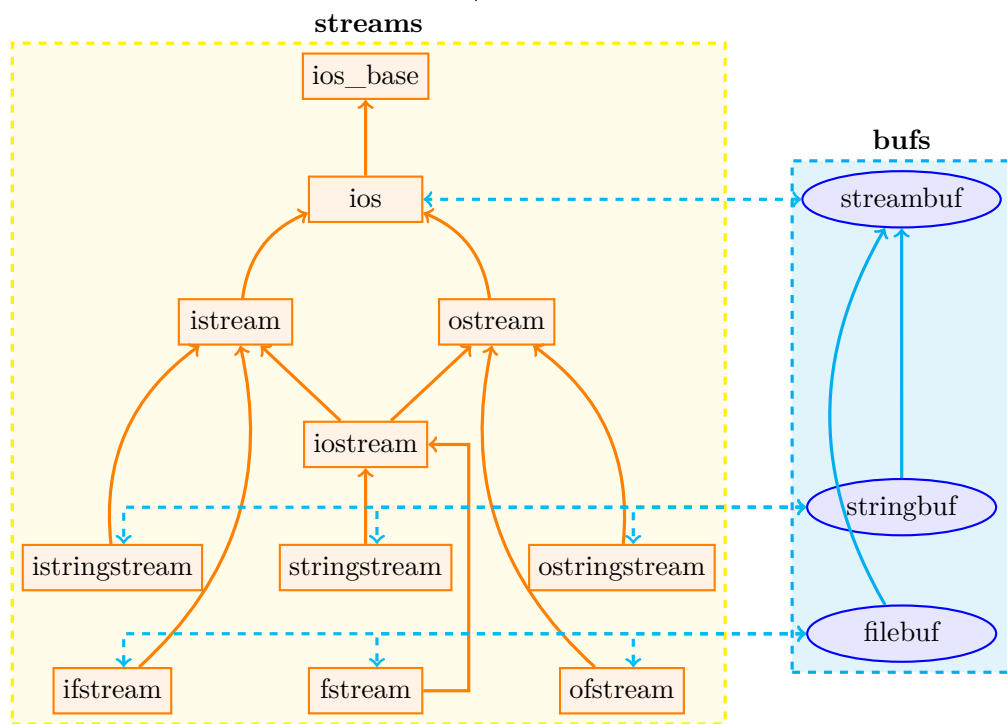 streams
ios_base
bufs
ios
streambuf
istream
ostream
iostream
stringbuf
istringstream
stringstream
ostringstream
filebuf
ifstream
fstream
ofstream